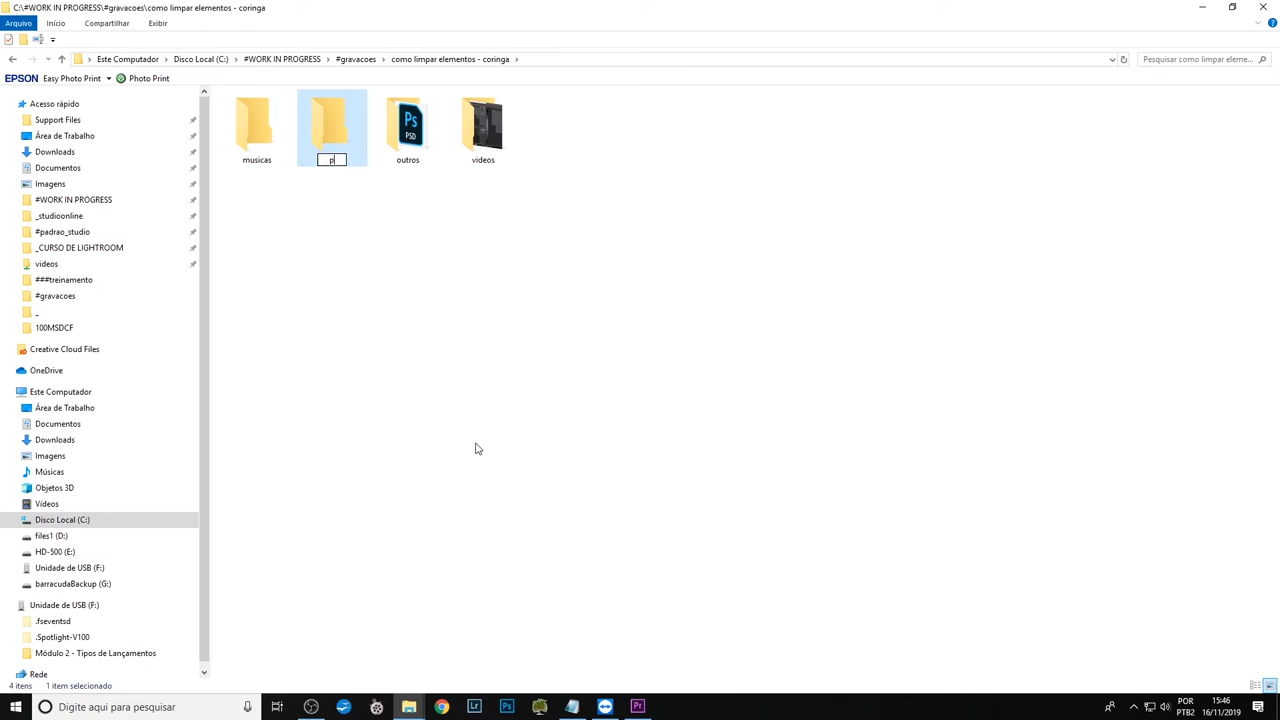 C:\#WORK IN PROGRESS\#gravacoes\como limpar elementos - coringa
Arquivo Início Compartilhar Exibir
Este Computador > Disco Local (C:) > #WORK IN PROGRESS > #gravacoes > como limpar elementos - coringa >
Pesquisar como limpar eleme...
EPSON Easy Photo Print Photo Print
Acesso rápido
Support Files
Área de Trabalho
Downloads
Documentos
Imagens
#WORK IN PROGRESS
_studioonline
#padrao_studio
_CURSO DE LIGHTROOM
videos
###treinamento
#gravacoes
_
100MSDCF
Creative Cloud Files
OneDrive
Este Computador
Área de Trabalho
Documentos
Downloads
Imagens
Músicas
Objetos 3D
Vídeos
Disco Local (C:)
files1 (D:)
HD-500 (E:)
Unidade de USB (F:)
barracudaBackup (G:)
Unidade de USB (F:)
.fseventsd
.Spotlight-V100
Módulo 2 - Tipos de Lançamentos
Rede
Ps
PSD
musicas p outros videos
4 itens 1 item selecionado
Digite aqui para pesquisar
Lr Ps Pr
POR
PTB2
15:46
16/11/2019